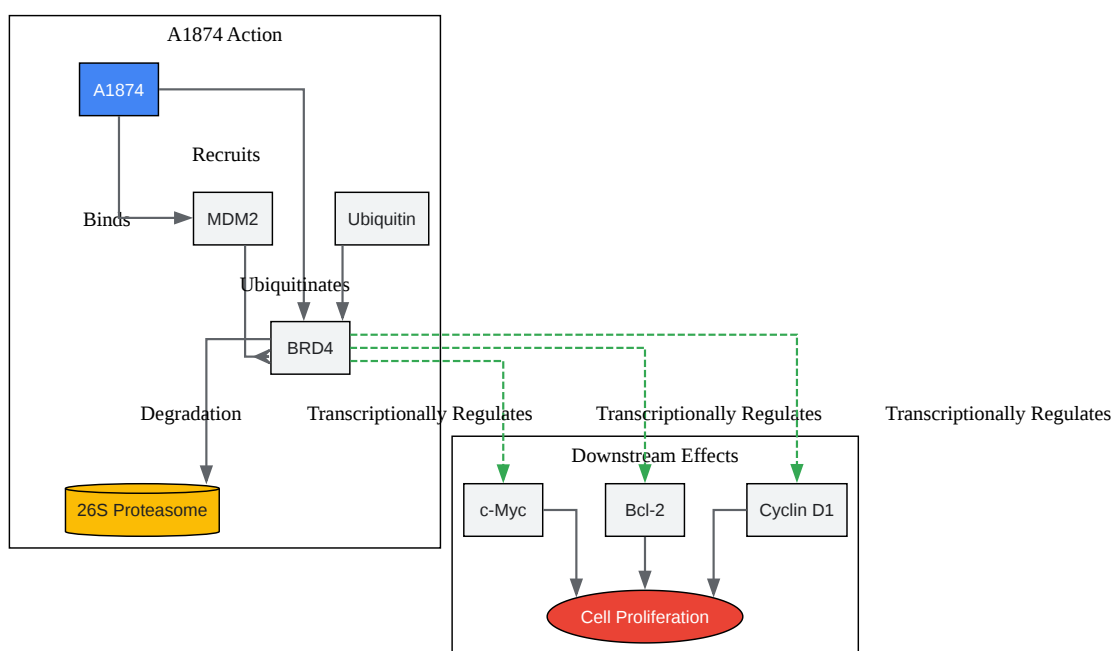 A1874 Action
A1874
Recruits
Binds
MDM2
Ubiquitin
Ubiquitinates
BRD4
Degradation
Transcriptionally Regulates
Transcriptionally Regulates
Transcriptionally Regulates
Downstream Effects
26S Proteasome
c-Myc
Bcl-2
Cyclin D1
Cell Proliferation